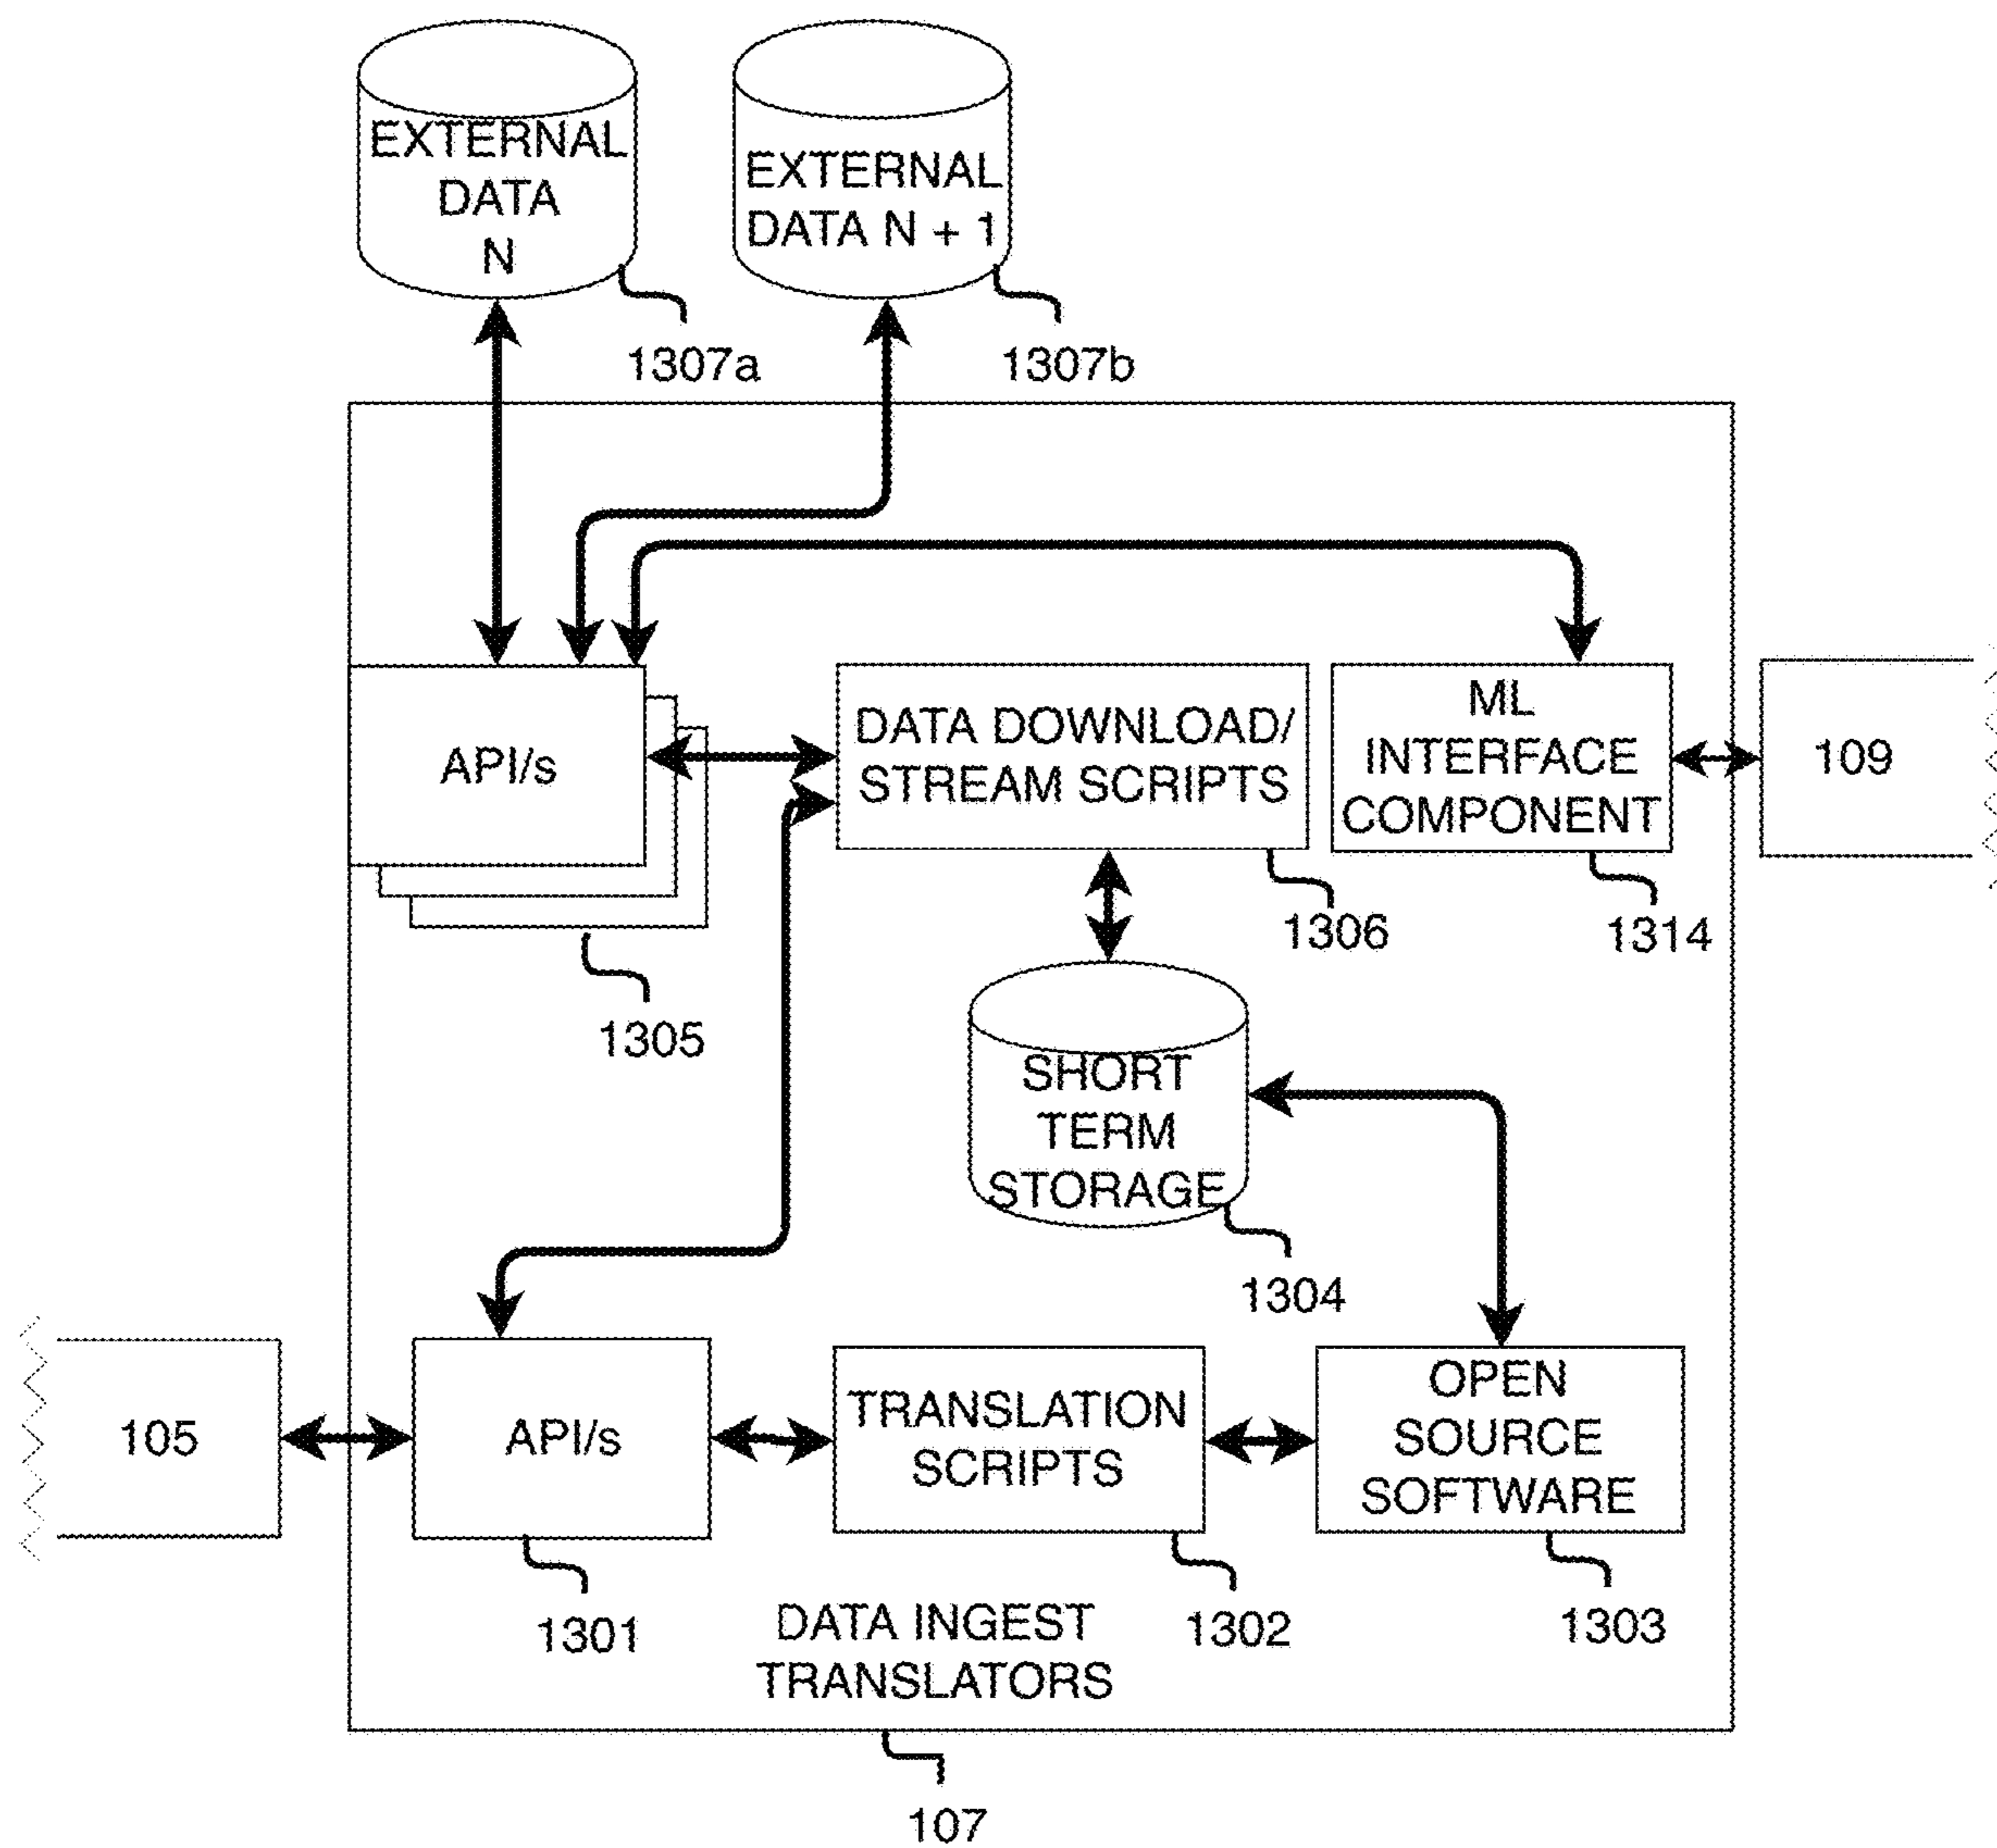 EXTERNAL
DATA
N
EXTERNAL
DATA N + 1
1307a
1307b
API/s
DATA DOWNLOAD/
STREAM SCRIPTS
ML
INTERFACE
COMPONENT
109
1306
1314
1305
SHORT
TERM
STORAGE
1304
105
API/s
TRANSLATION
SCRIPTS
OPEN
SOURCE
SOFTWARE
1301
1302
1303
DATA INGEST
TRANSLATORS
107